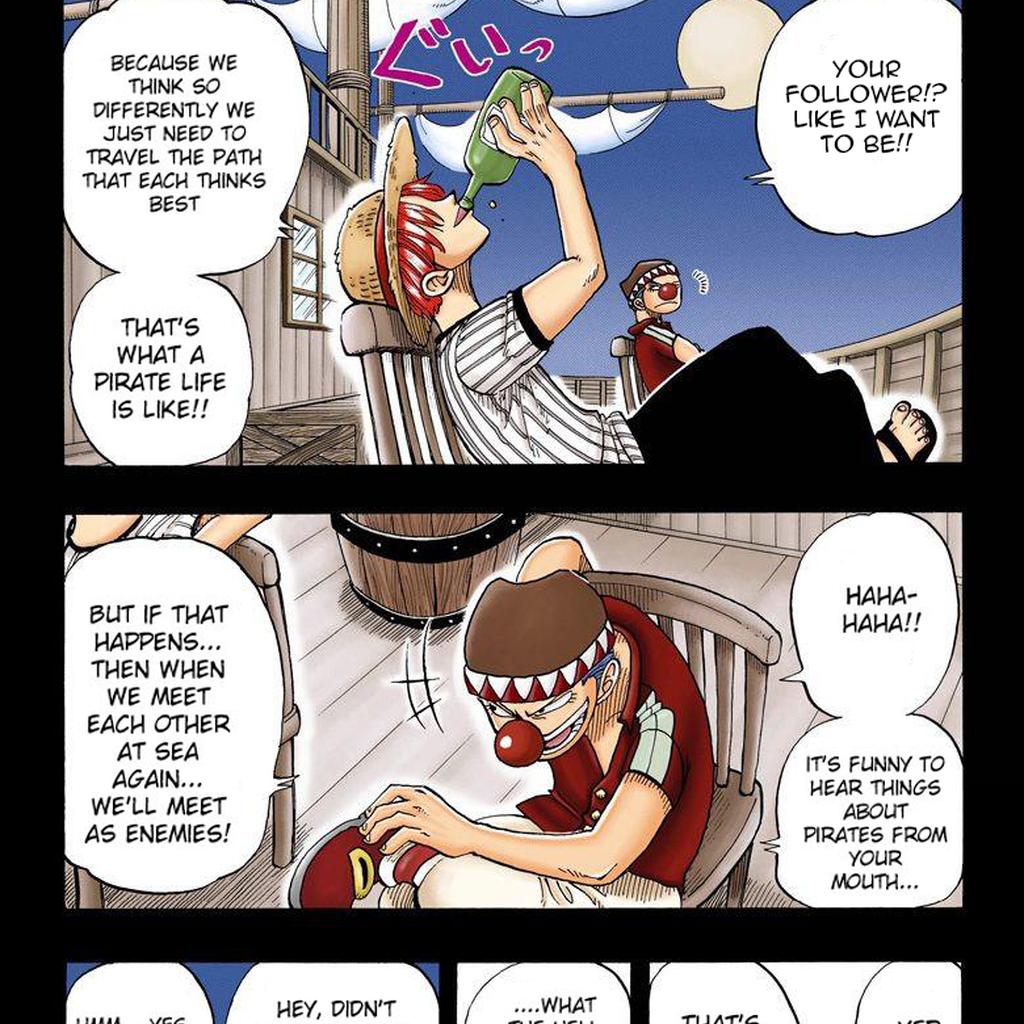 YOUR
FOLLOWER!?
LIKE I WANT
TO BE!!
ぐいっ
BECAUSE WE
THINK SO
DIFFERENTLY WE
JUST NEED TO
TRAVEL THE PATH
THAT EACH THINKS
BEST
THAT'S
WHAT A
PIRATE LIFE
IS LIKE!!
HAHA-
HAHA!!
IT'S FUNNY TO
HEAR THINGS
ABOUT
PIRATES FROM
YOUR
MOUTH...
BUT IF THAT
HAPPENS...
THEN WHEN
WE MEET
EACH OTHER
AT SEA
AGAIN...
WE'LL MEET
AS ENEMIES!
THAT'S
....WHAT
HEY, DIDN'T